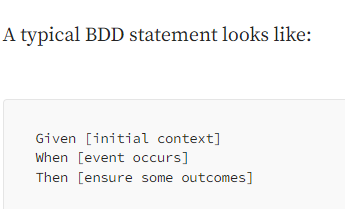 A typical BDD statement looks like:
Given [initial context]
When [event occurs]
Then [ensure some outcomes]